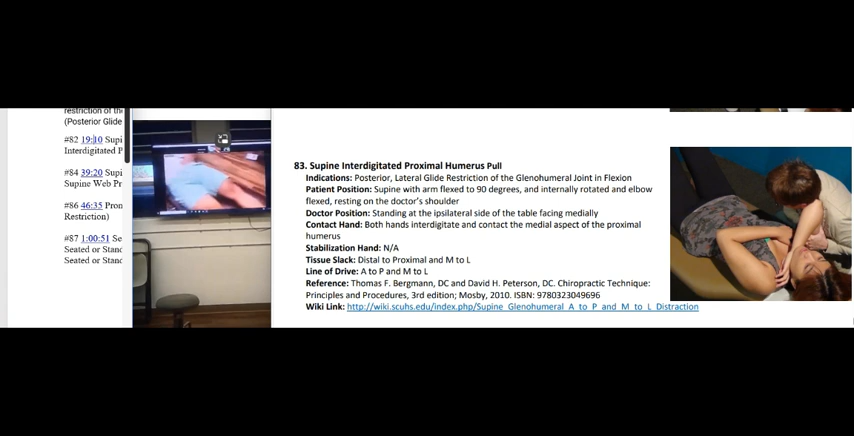 restriction of th
(Posterior Glide
#82 19:10 Supi
Interdigitated P
#84 39:20 Supi
Supine Web Pr
#86 46:35 Pron
Restriction)
#87 1:00:51 Se
Seated or Stand
Seated or Stand
83. Supine Interdigitated Proximal Humerus Pull
Indications: Posterior, Lateral Glide Restriction of the Glenohumeral Joint in Flexion
Patient Position: Supine with arm flexed to 90 degrees, and internally rotated and elbow
flexed, resting on the doctor's shoulder
Doctor Position: Standing at the ipsilateral side of the table facing medially
Contact Hand: Both hands interdigitate and contact the medial aspect of the proximal
humerus
Stabilization Hand: N/A
Tissue Slack: Distal to Proximal and M to L
Line of Drive: A to P and M to L
Reference: Thomas F. Bergmann, DC and David H. Peterson, DC. Chiropractic Technique:
Principles and Procedures, 3rd edition; Mosby, 2010. ISBN: 9780323049696
Wiki Link: http://wiki.scuhs.edu/index.php/Supine_Glenohumeral_A_to_P_and_M_to_L_Distraction